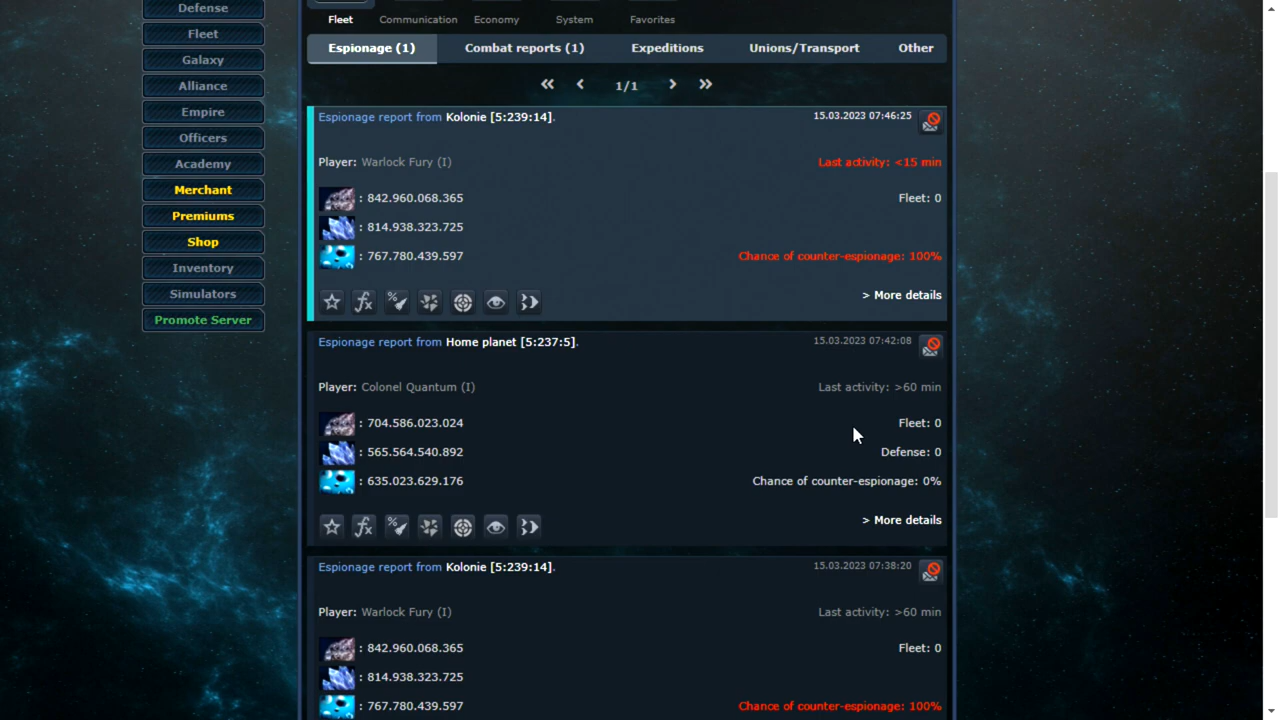 Defense
Fleet
Galaxy
Alliance
Empire
Officers
Academy
Merchant
Premiums
Shop
Inventory
Simulators
Promote Server
Fleet Communication Economy System Favorites
Espionage (1) Combat reports (1) Expeditions Unions/Transport Other
1/1
Espionage report from Kolonie [5:239:14]. 15.03.2023 07:46:25
Player: Warlock Fury (I) Last activity: <15 min
: 842.960.068.365 Fleet: 0
: 814.938.323.725
: 767.780.439.597 Chance of counter-espionage: 100%
> More details
Espionage report from Home planet [5:237:5]. 15.03.2023 07:42:08
Player: Colonel Quantum (I) Last activity: >60 min
: 704.586.023.024 Fleet: 0
: 565.564.540.892 Defense: 0
: 635.023.629.176 Chance of counter-espionage: 0%
> More details
Espionage report from Kolonie [5:239:14]. 15.03.2023 07:38:20
Player: Warlock Fury (I) Last activity: >60 min
: 842.960.068.365 Fleet: 0
: 814.938.323.725
: 767.780.439.597 Chance of counter-espionage: 100%